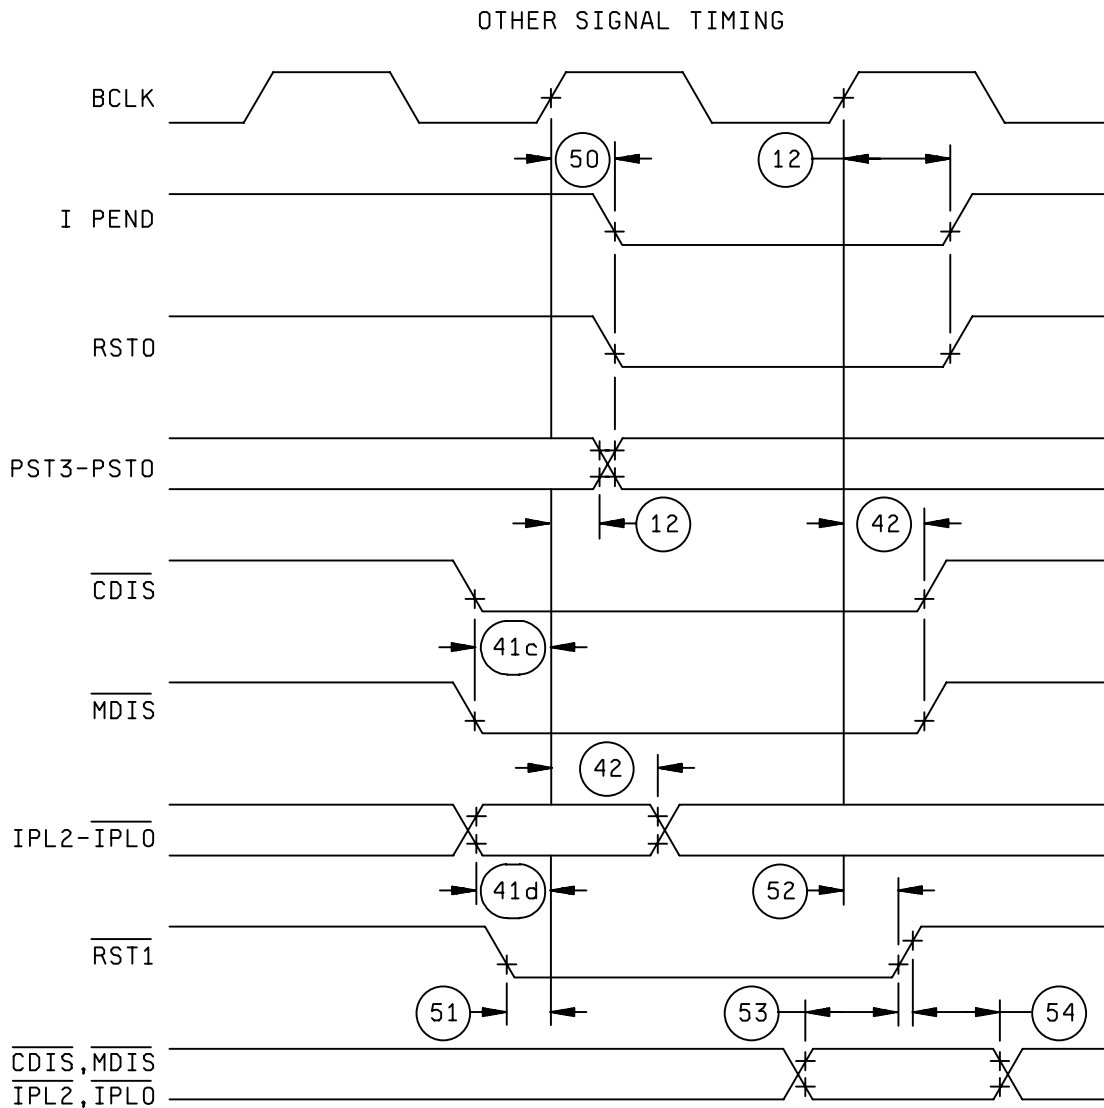 OTHER SIGNAL TIMING
BCLK
50
12
I PEND
RSTO
PST3-PSTO
12
42
CDIS
41c
MDIS
42
IPL2-IPLO
41d
52
RST1
51
53
54
CDIS,MDIS
IPL2,IPLO